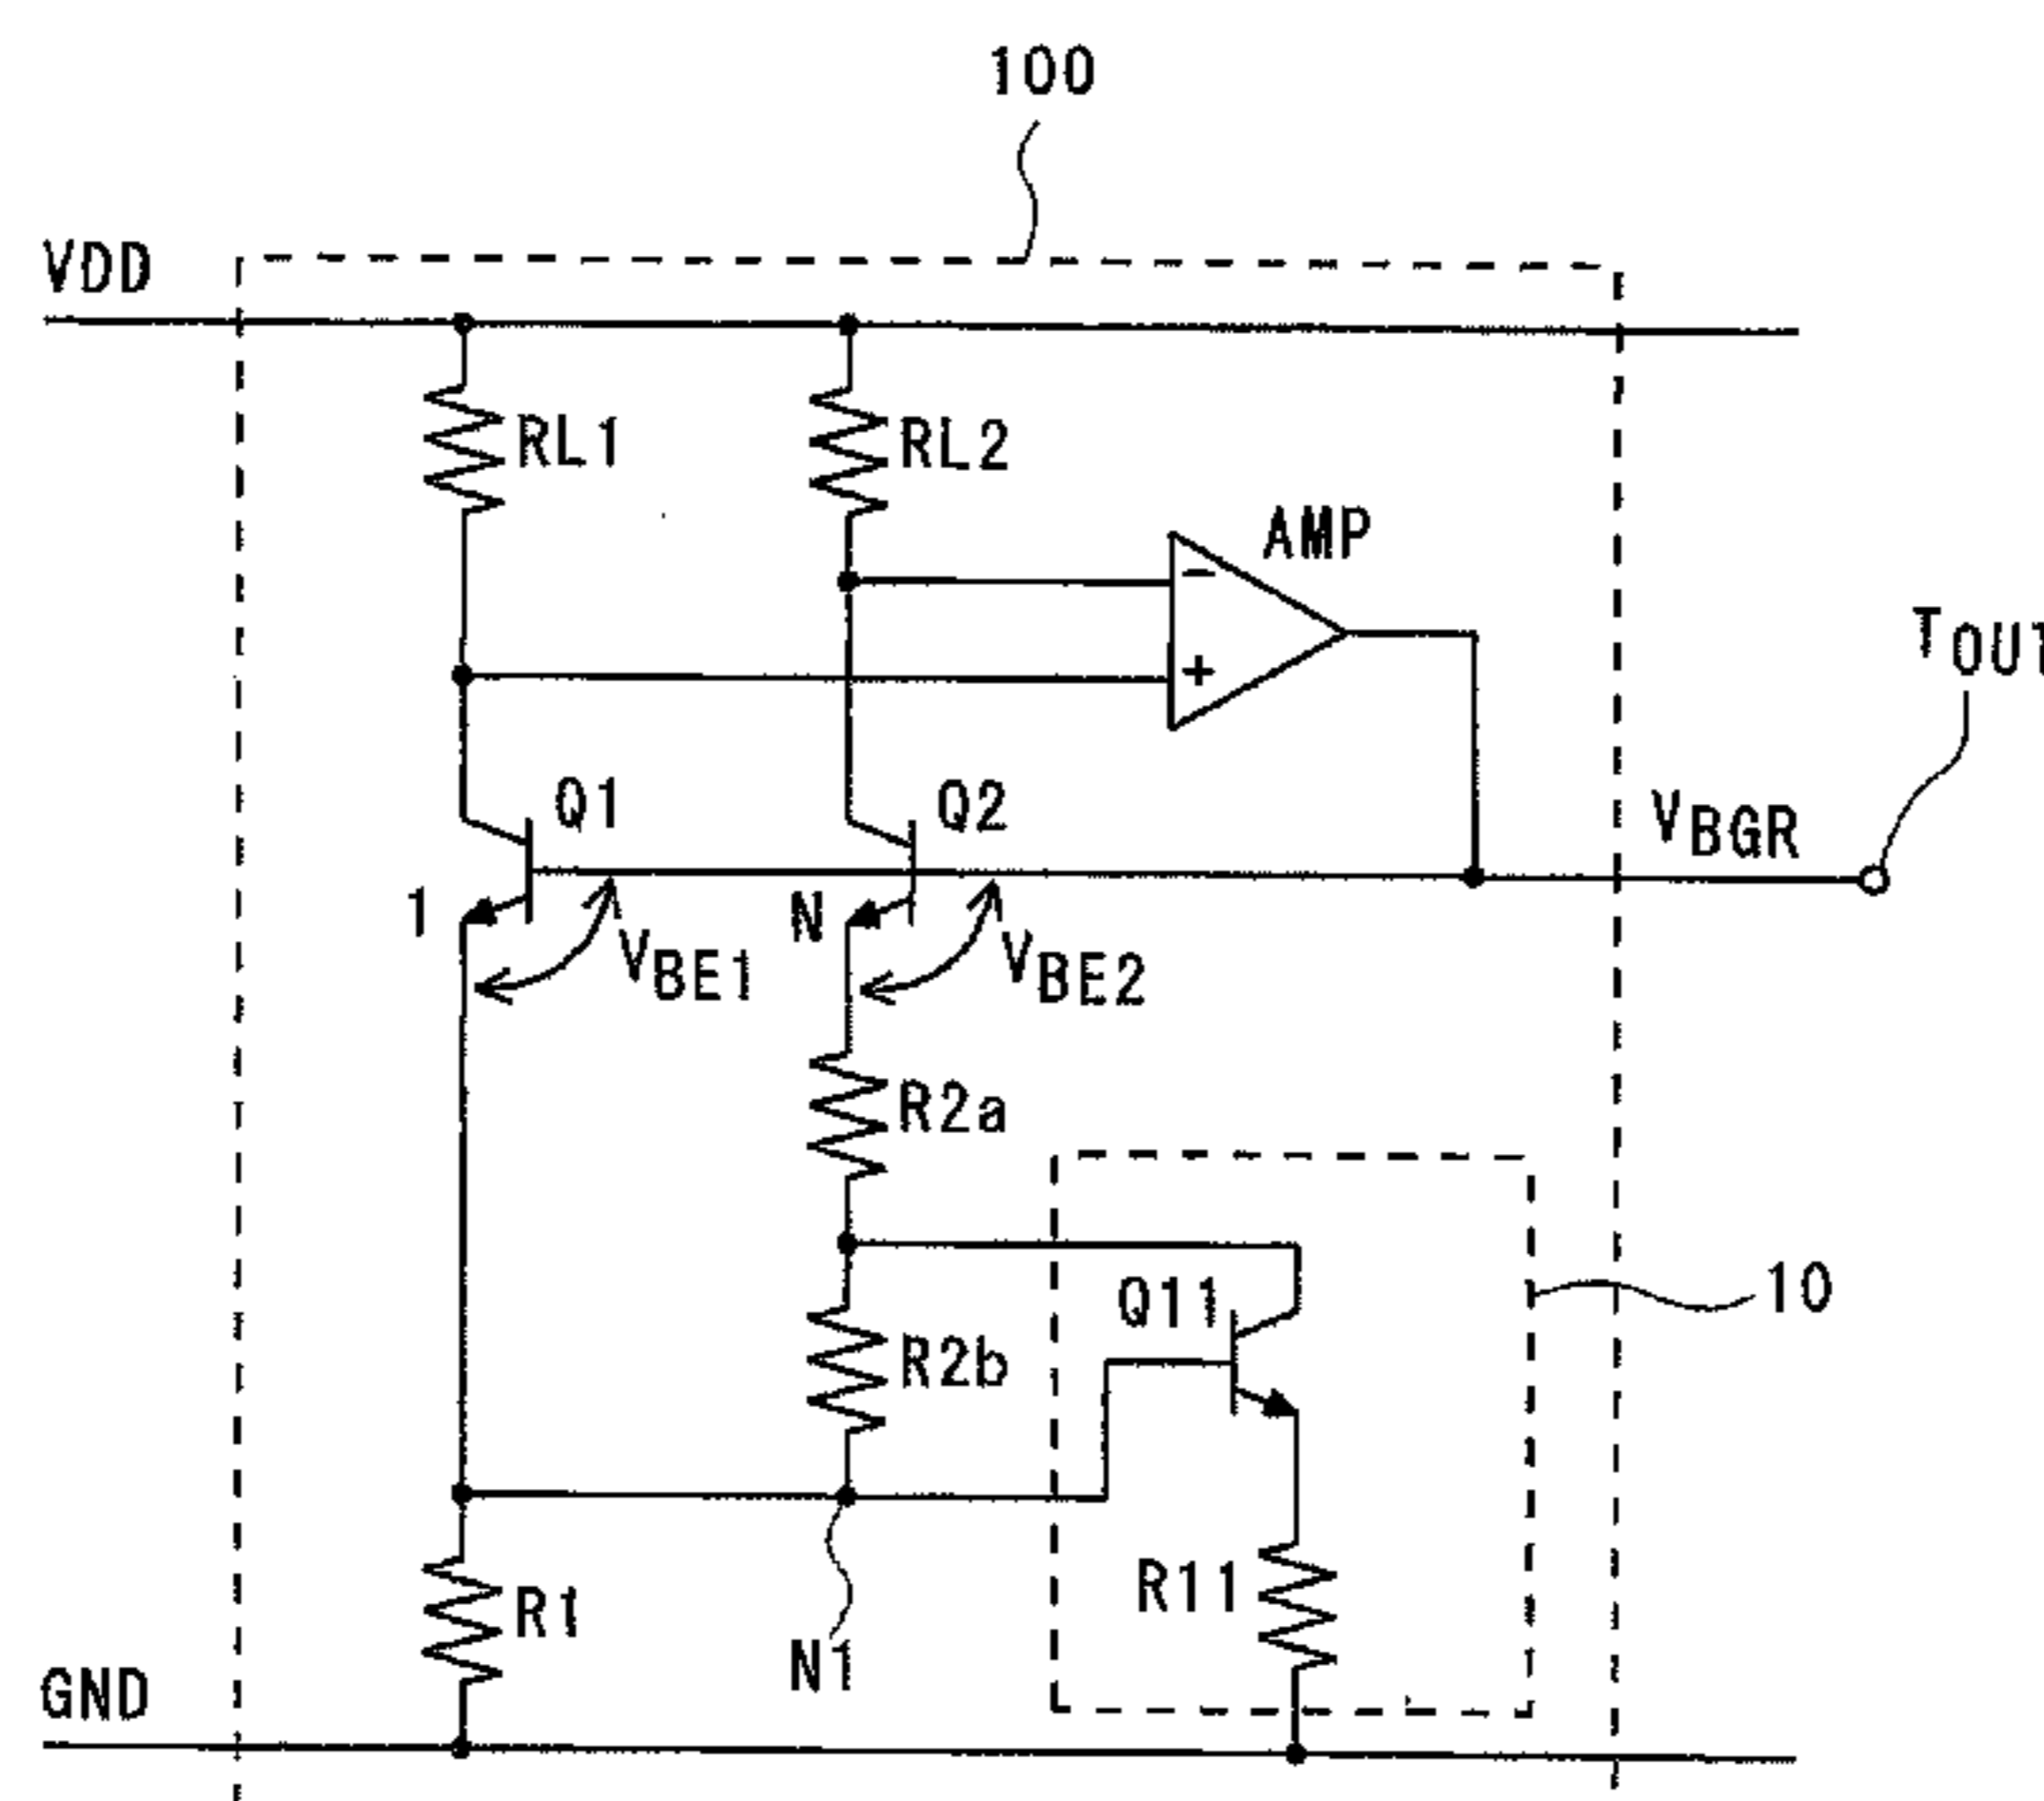 100
VDD
RL1
RL2
AMP
-
+
TOUT
Q1
Q2
VBGR
1
N
VBE1
VBE2
R2a
Q11
10
R2b
R11
R1
N1
GND